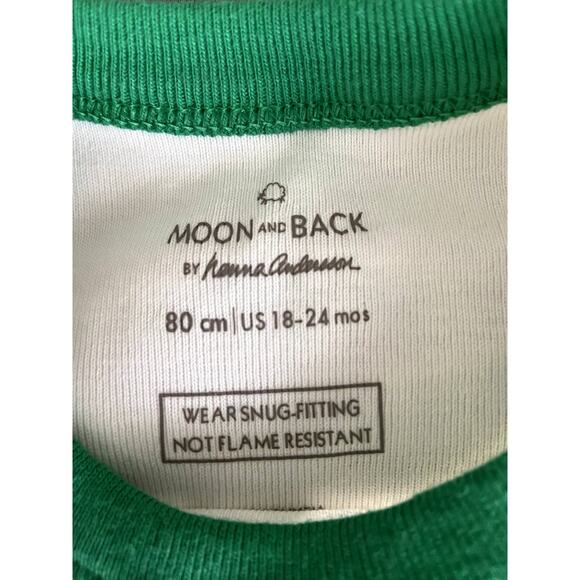 MOON AND BACK
BY hanna andersson
80 cm | US 18-24 mos
WEAR SNUG-FITTING
NOT FLAME RESISTANT